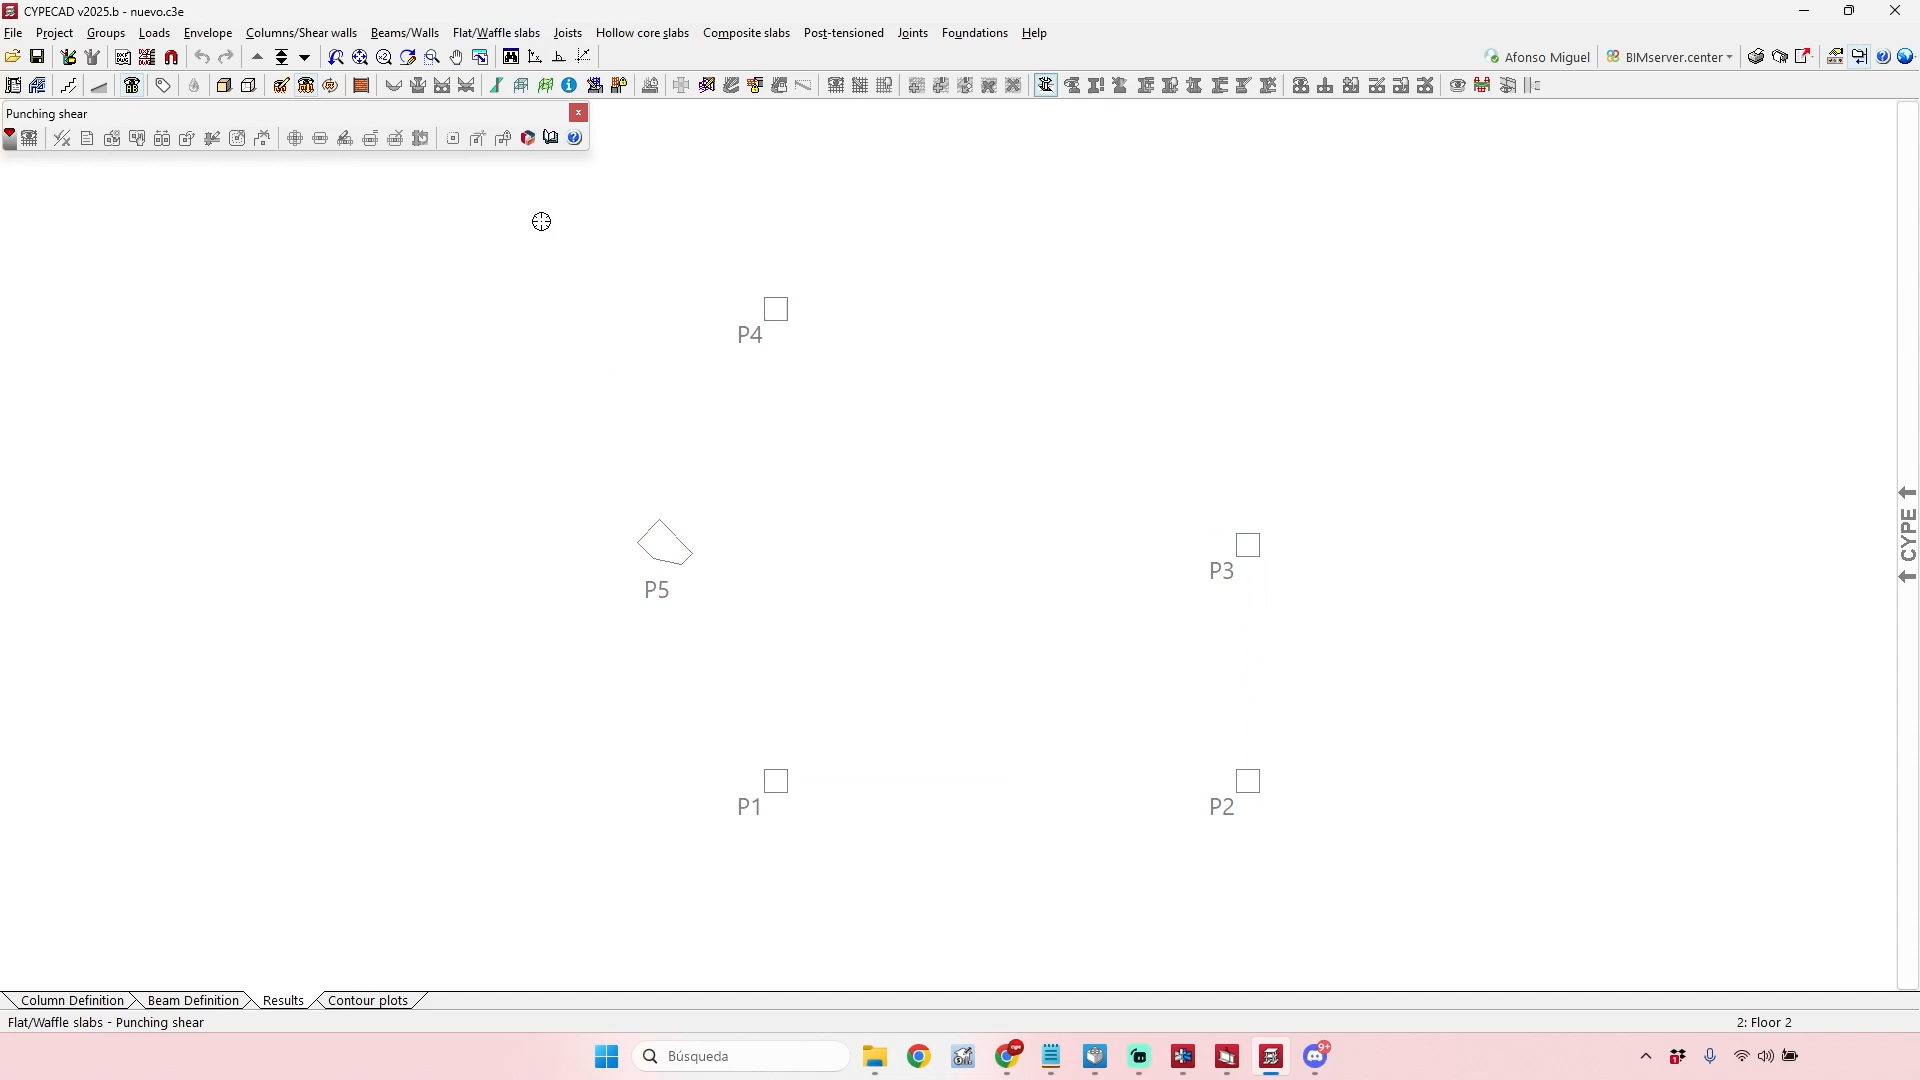 CYPECAD v2025.b - nuevo.c3e
File Project Groups Loads Envelope Columns/Shear walls Beams/Walls Flat/Waffle slabs Joists Hollow core slabs Composite slabs Post-tensioned Joints Foundations Help
Afonso Miguel BIMserver.center
Punching shear
P4
P5
P3
P1
P2
CYPE
Column Definition Beam Definition Results Contour plots
Flat/Waffle slabs - Punching shear 2: Floor 2
Búsqueda
9+